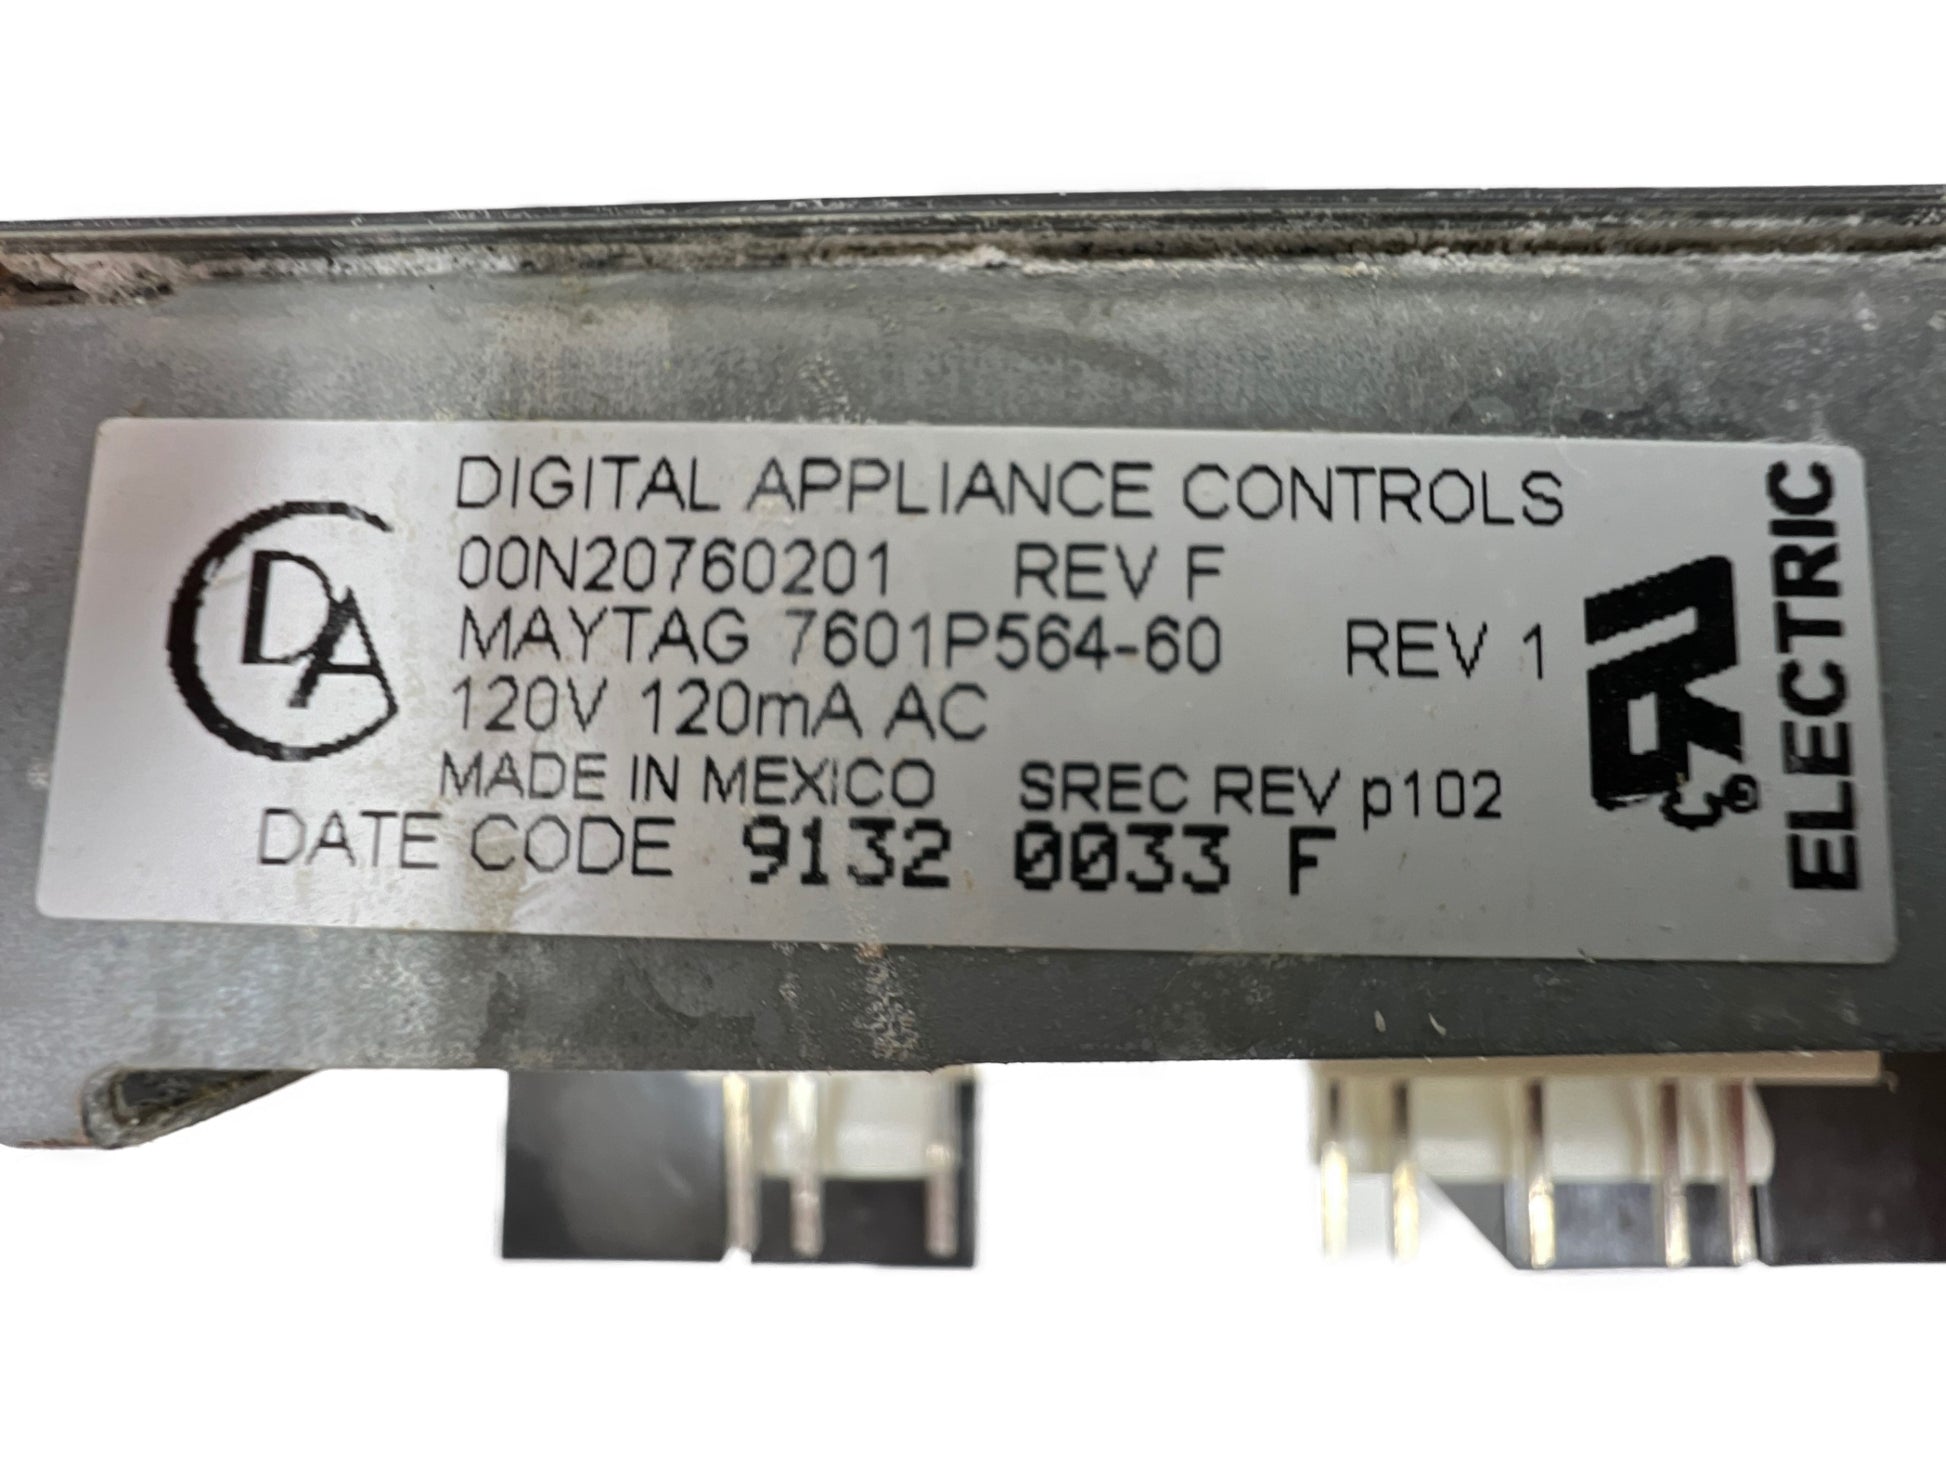 DA
DIGITAL APPLIANCE CONTROLS
00N20760201 REV F
MAYTAG 7601P564-60 REV 1
120V 120mA AC
MADE IN MEXICO SREC REV p102
DATE CODE 9132 0033 F
ELECTRIC